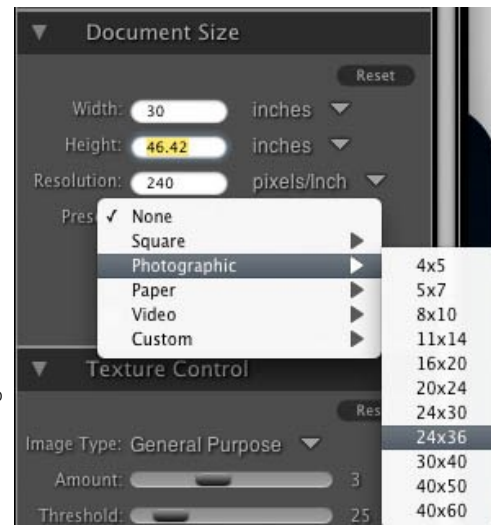 Document Size
Reset
Width: 30 inches
Height: 46.42 inches
Resolution: 240 pixels/Inch
Prese
✓ None
Square
Photographic
Paper
Video
Custom
4x5
5x7
8x10
11x14
16x20
20x24
24x30
24x36
30x40
40x50
40x60
Texture Control
Res
Image Type: General Purpose
Amount: 3
Threshold: 25